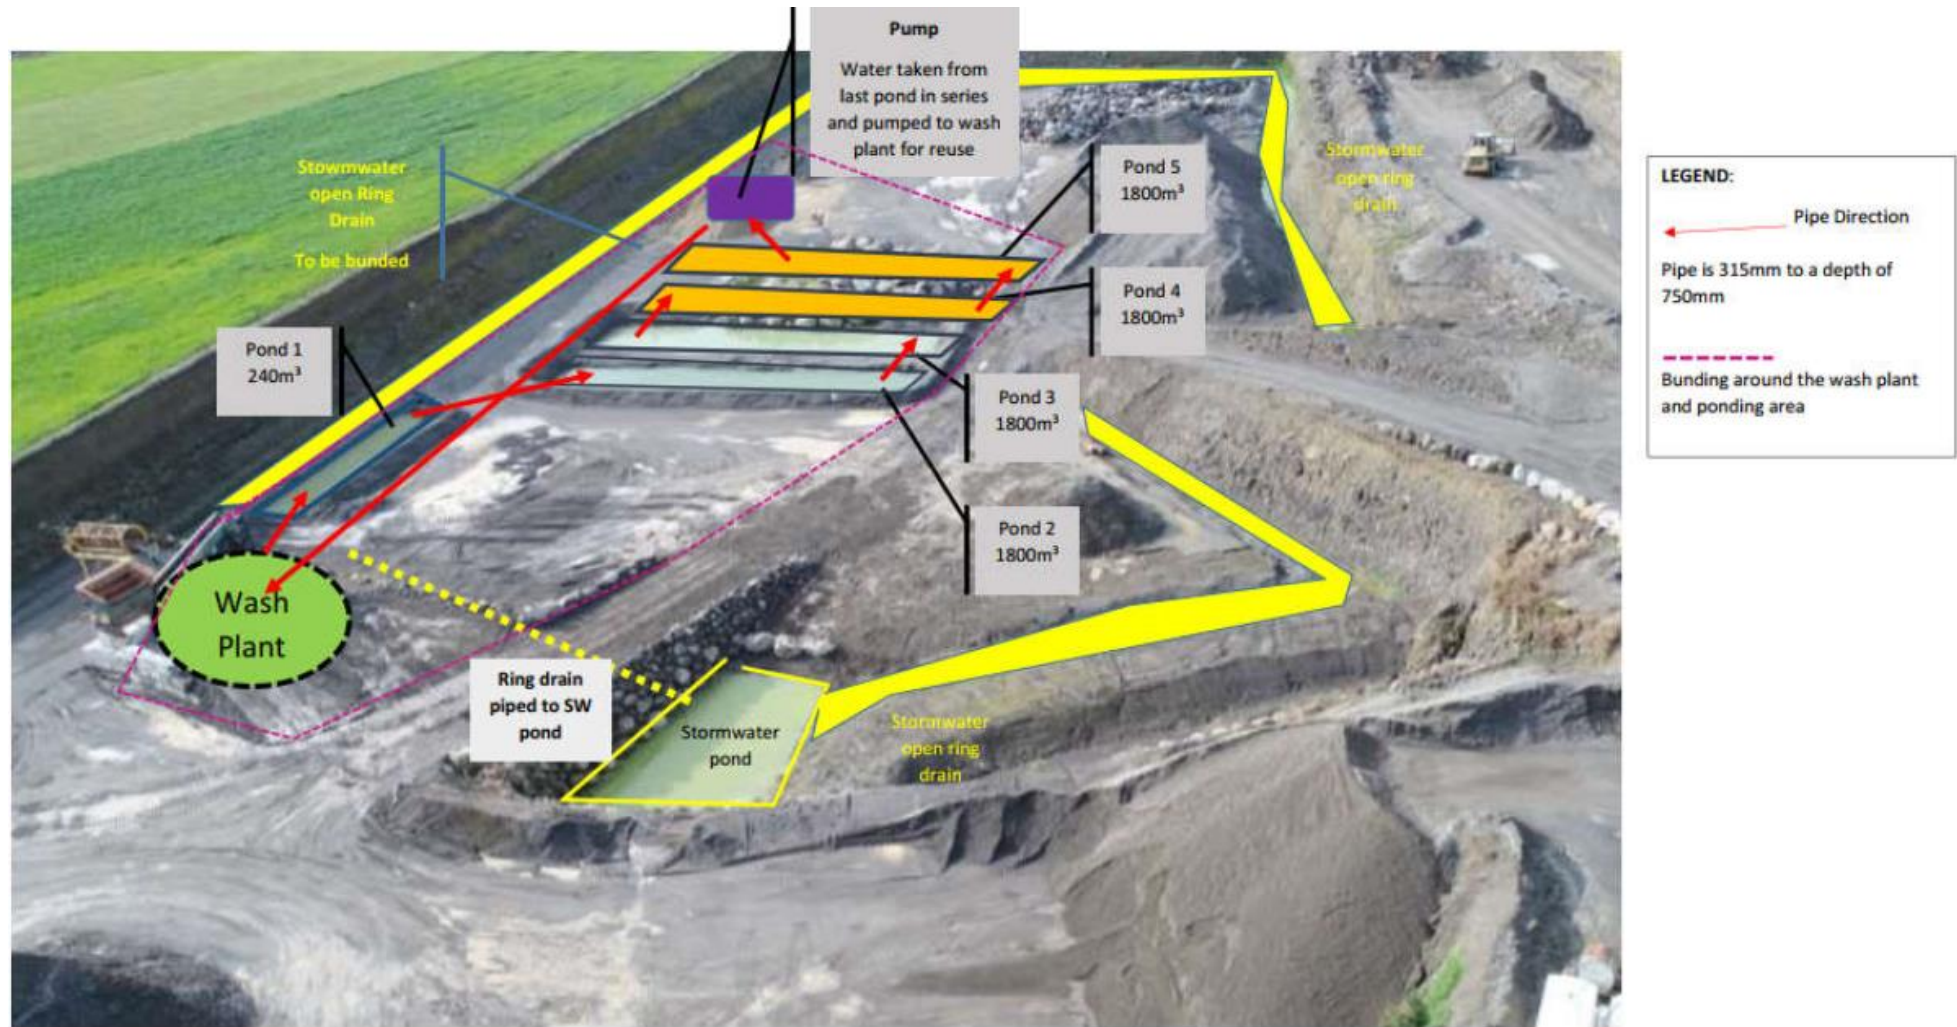 Pump
Water taken from
last pond in series
and pumped to wash
plant for reuse
Stowmwater
open Ring
Drain
To be bunded
Stormwater
open ring
drain
Pond 5
1800m³
Pond 4
1800m³
Pond 1
240m³
Pond 3
1800m³
Pond 2
1800m³
Wash
Plant
Ring drain
piped to SW
pond
Stormwater
pond
Stormwater
open ring
drain
LEGEND:
Pipe Direction
Pipe is 315mm to a depth of
750mm
Bunding around the wash plant
and ponding area